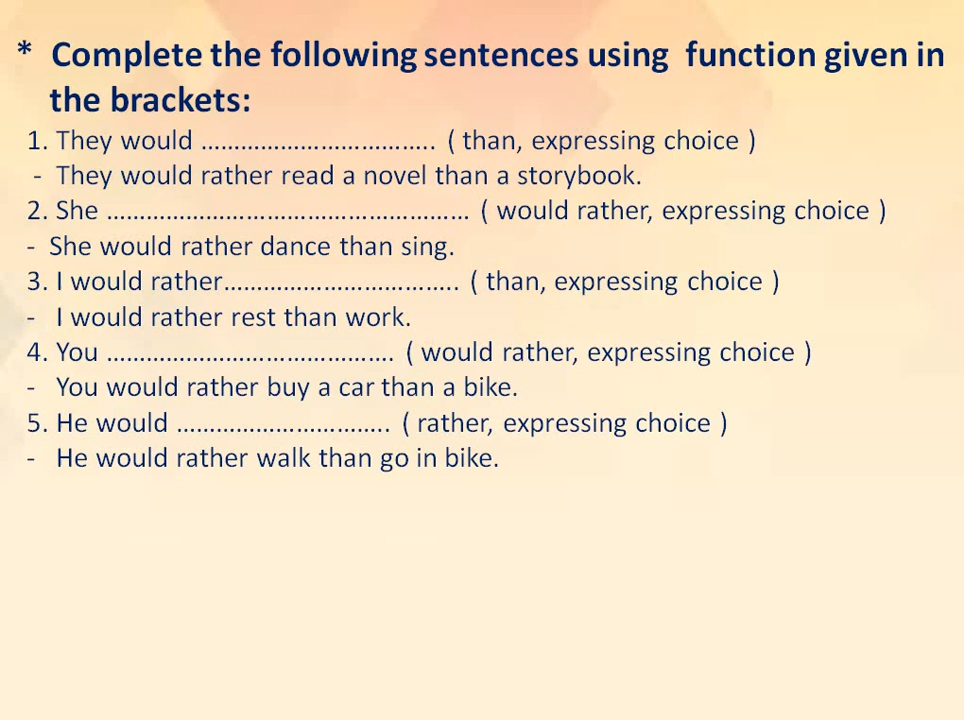 * Complete the following sentences using function given in
the brackets:
1. They would ................................... ( than, expressing choice )
- They would rather read a novel than a storybook.
2. She ....................................................... ( would rather, expressing choice )
- She would rather dance than sing.
3. I would rather.................................... ( than, expressing choice )
- I would rather rest than work.
4. You ........................................... ( would rather, expressing choice )
- You would rather buy a car than a bike.
5. He would ................................ ( rather, expressing choice )
- He would rather walk than go in bike.